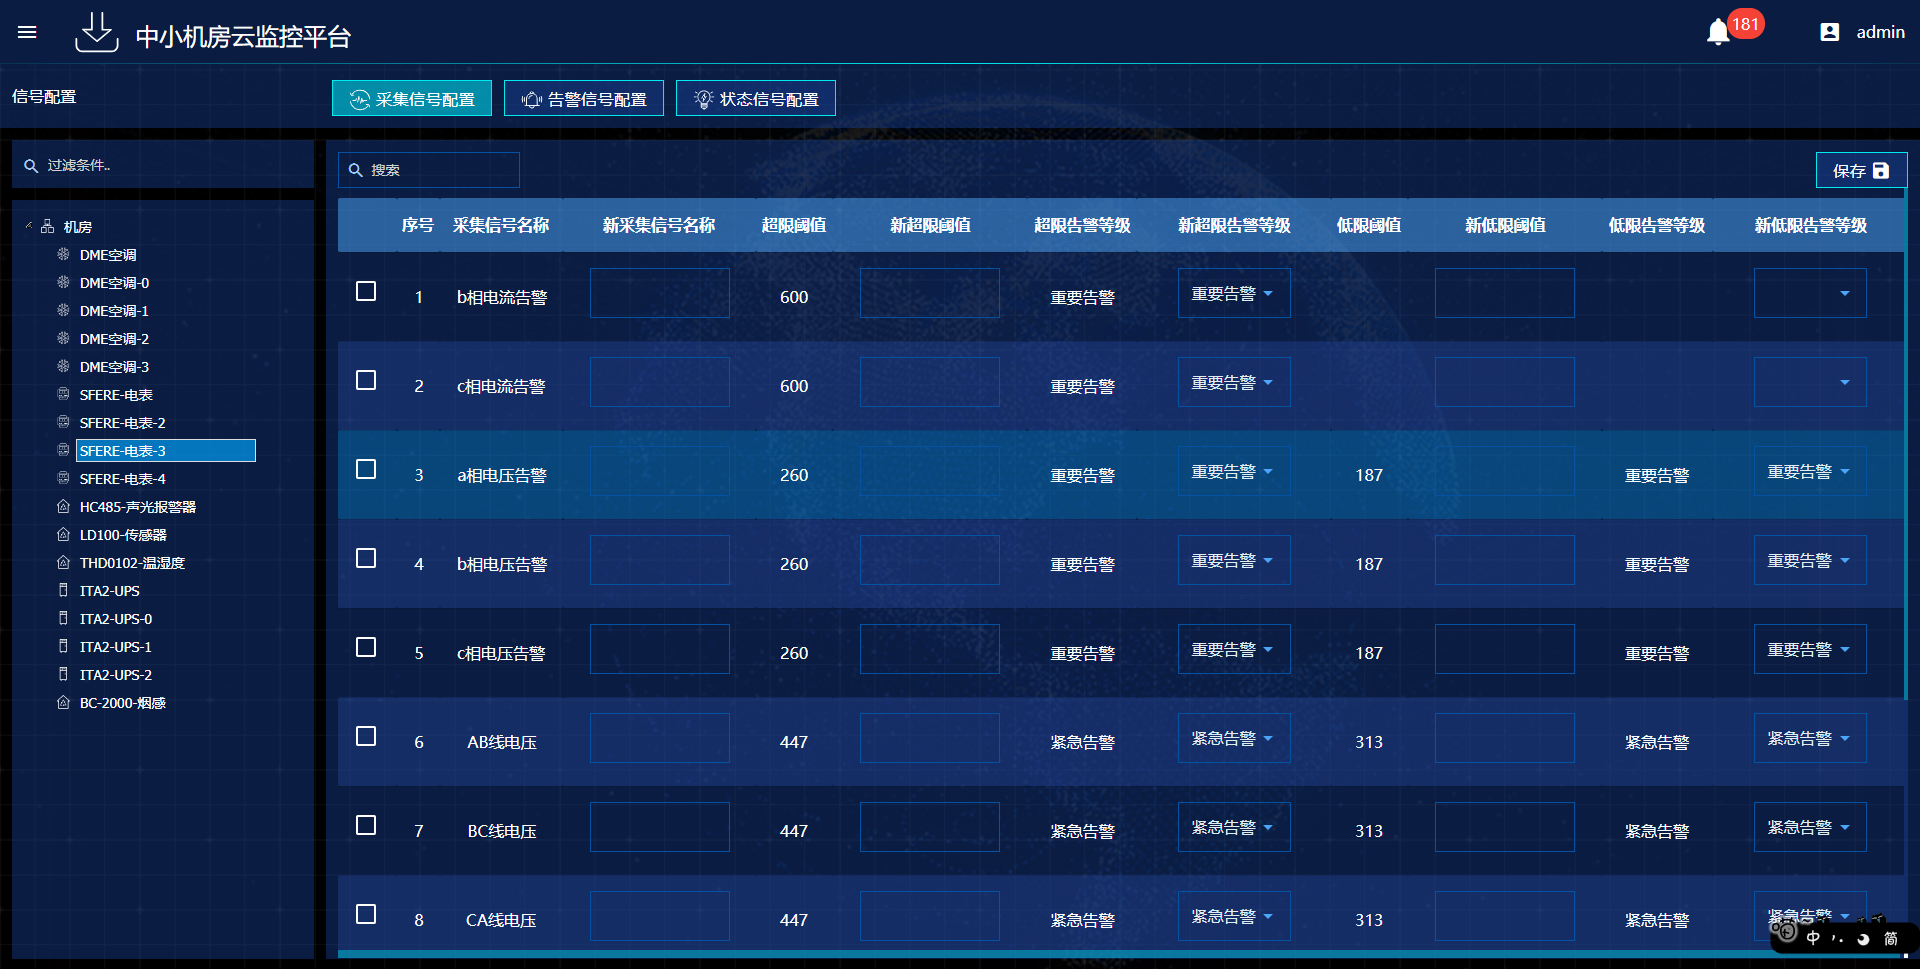 中小机房云监控平台
181
admin
信号配置
采集信号配置 告警信号配置 状态信号配置
过滤条件..
搜索
保存
机房
DME空调
DME空调-0
DME空调-1
DME空调-2
DME空调-3
SFERE-电表
SFERE-电表-2
SFERE-电表-3
SFERE-电表-4
HC485-声光报警器
LD100-传感器
THD0102-温湿度
ITA2-UPS
ITA2-UPS-0
ITA2-UPS-1
ITA2-UPS-2
BC-2000-烟感
序号 采集信号名称 新采集信号名称 超限阈值 新超限阈值 超限告警等级 新超限告警等级 低限阈值 新低限阈值 低限告警等级 新低限告警等级
1 b相电流告警 600 重要告警 重要告警
2 c相电流告警 600 重要告警 重要告警
3 a相电压告警 260 重要告警 重要告警 187 重要告警 重要告警
4 b相电压告警 260 重要告警 重要告警 187 重要告警 重要告警
5 c相电压告警 260 重要告警 重要告警 187 重要告警 重要告警
6 AB线电压 447 紧急告警 紧急告警 313 紧急告警 紧急告警
7 BC线电压 447 紧急告警 紧急告警 313 紧急告警 紧急告警
8 CA线电压 447 紧急告警 紧急告警 313 紧急告警 紧急告警
中 简